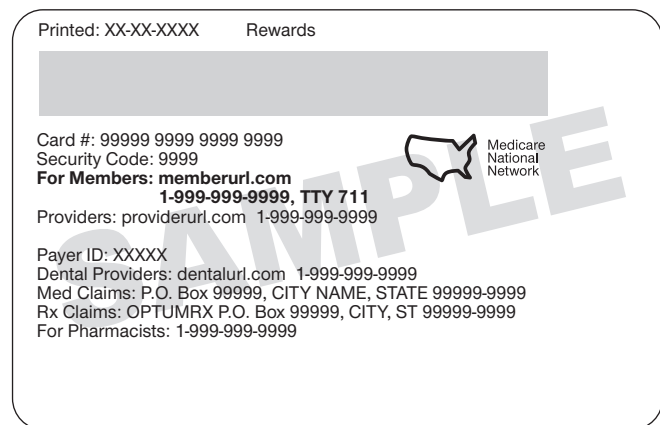 Printed: XX-XX-XXXX Rewards
Card #: 99999 9999 9999 9999
Security Code: 9999
For Members: memberurl.com
1-999-999-9999, TTY 711
Providers: providerurl.com 1-999-999-9999
Medicare
National
Network
Payer ID: XXXXX
Dental Providers: dentalurl.com 1-999-999-9999
Med Claims: P.O. Box 99999, CITY NAME, STATE 99999-9999
Rx Claims: OPTUMRX P.O. Box 99999, CITY, ST 99999-9999
For Pharmacists: 1-999-999-9999
SAMPLE